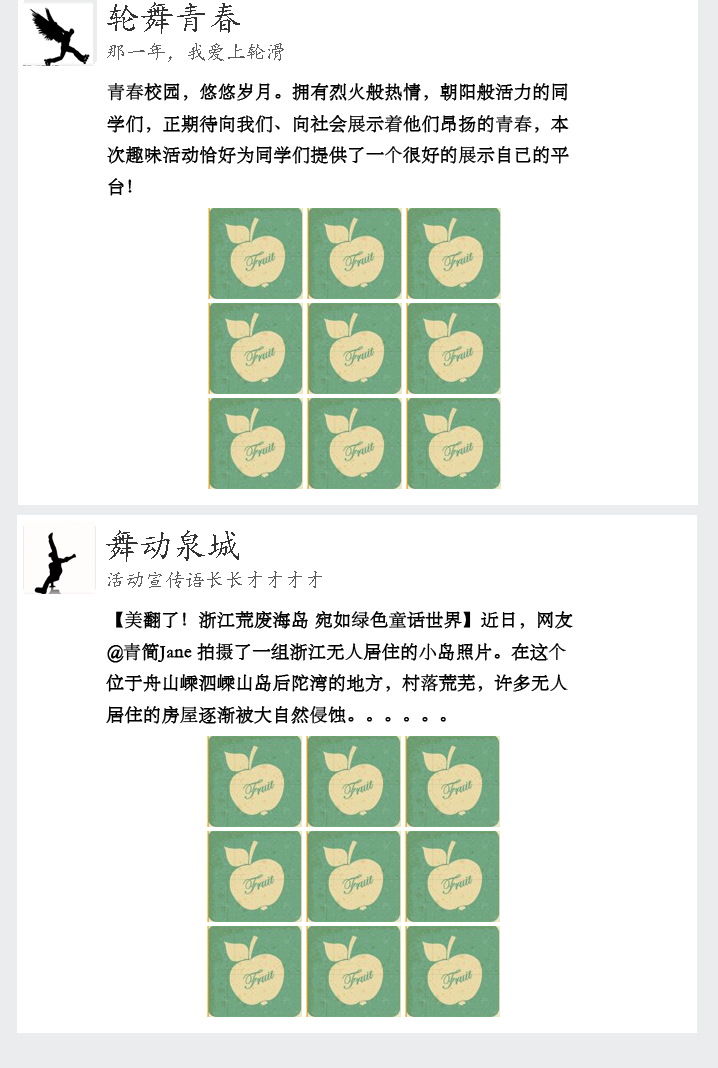 轮舞青春
那一年，我爱上轮滑
青春校园，悠悠岁月。拥有烈火般热情，朝阳般活力的同
学们，正期待向我们、向社会展示着他们昂扬的青春，本
次趣味活动恰好为同学们提供了一个很好的展示自己的平
台！
Fruit Fruit Fruit
Fruit Fruit Fruit
Fruit Fruit Fruit
舞动泉城
活动宣传语长长才才才才
【美翻了！浙江荒废海岛 宛如绿色童话世界】近日，网友
@青简Jane 拍摄了一组浙江无人居住的小岛照片。在这个
位于舟山嵊泗嵊山岛后陀湾的地方，村落荒芜，许多无人
居住的房屋逐渐被大自然侵蚀。。。。。。
Fruit Fruit Fruit
Fruit Fruit Fruit
Fruit Fruit Fruit